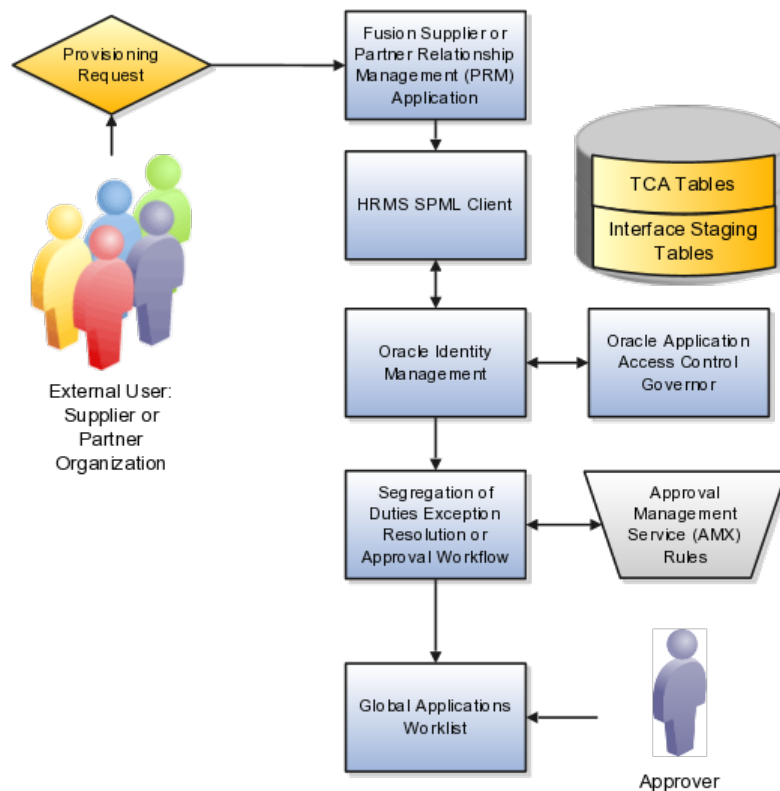 Provisioning
Request
Fusion Supplier or
Partner Relationship
Management (PRM)
Application
HRMS SPML Client
TCA Tables
Interface Staging
Tables
External User:
Supplier or
Partner
Organization
Oracle Identity
Management
Oracle Application
Access Control
Governor
Segregation of
Duties Exception
Resolution or
Approval Workflow
Approval
Management
Service (AMX)
Rules
Global Applications
Worklist
Approver